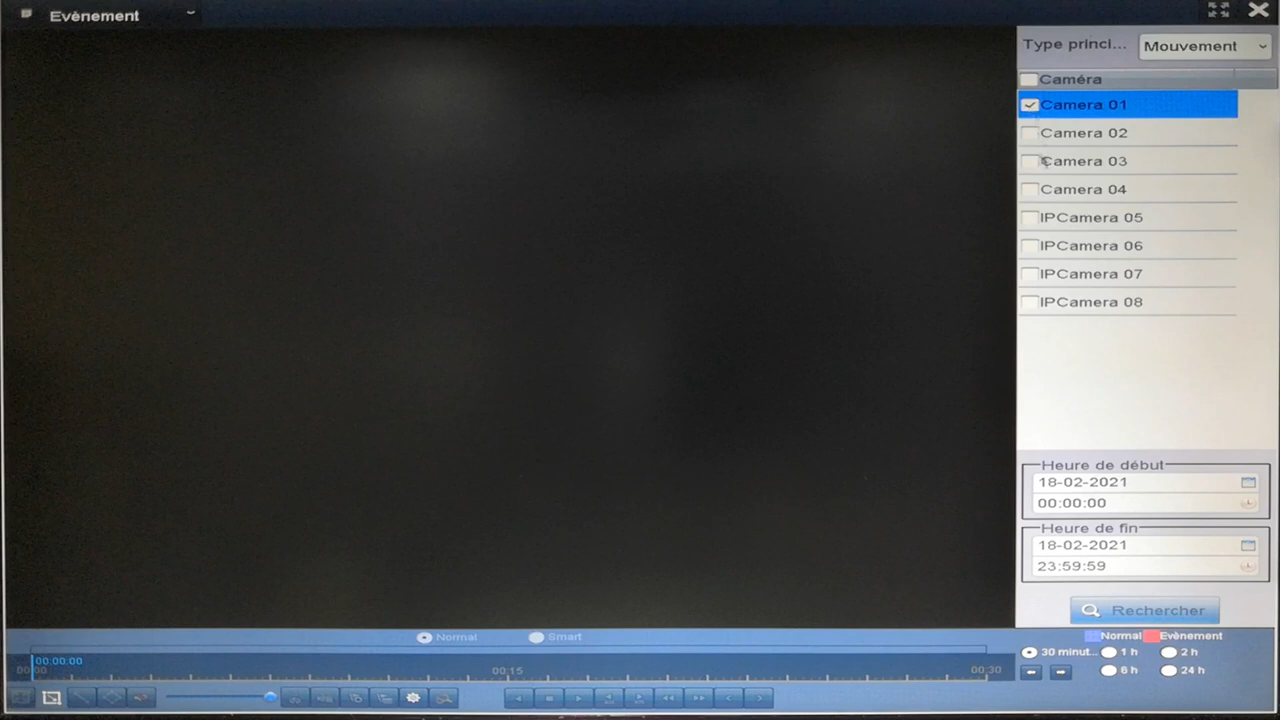 Evènement
Type princi... Mouvement
Caméra
Camera 01
Camera 02
Camera 03
Camera 04
IPCamera 05
IPCamera 06
IPCamera 07
IPCamera 08
Heure de début
18-02-2021
00:00:00
Heure de fin
18-02-2021
23:59:59
Rechercher
Normal Smart
Normal Evènement
00:00:00
30 minut... 1 h 2 h
00:00 00:15 00:30
6 h 24 h